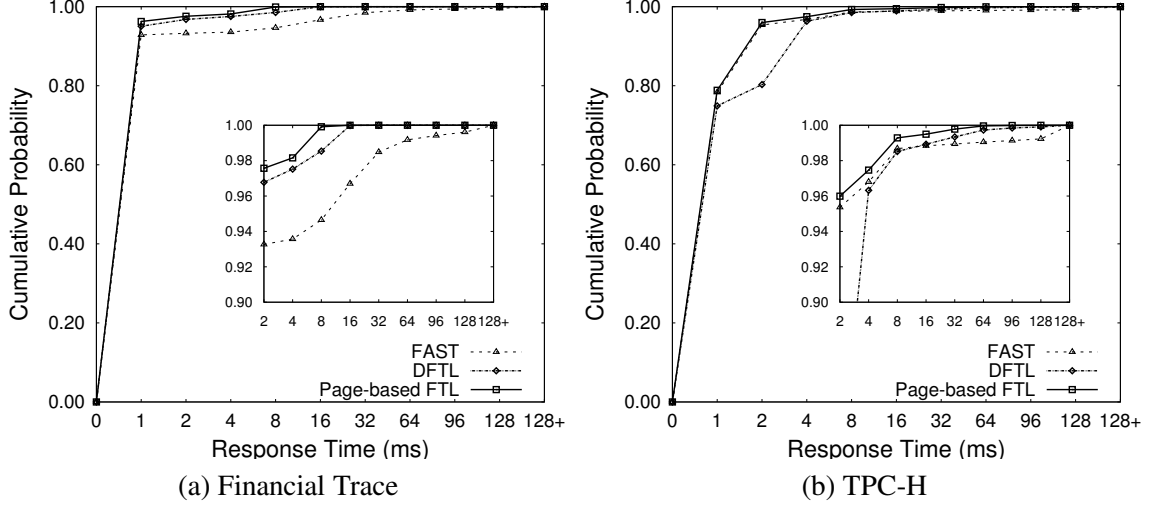 Cumulative Probability
1.00
0.80
0.60
0.40
0.20
0.00
1.00
0.98
0.96
0.94
0.92
0.90
2 4 8 16 32 64 96 128 128+
FAST
DFTL
Page-based FTL
0 1 2 4 8 16 32 64 96 128 128+
Response Time (ms)
(a) Financial Trace
Cumulative Probability
1.00
0.80
0.60
0.40
0.20
0.00
1.00
0.98
0.96
0.94
0.92
0.90
2 4 8 16 32 64 96 128 128+
FAST
DFTL
Page-based FTL
0 1 2 4 8 16 32 64 96 128 128+
Response Time (ms)
(b) TPC-H